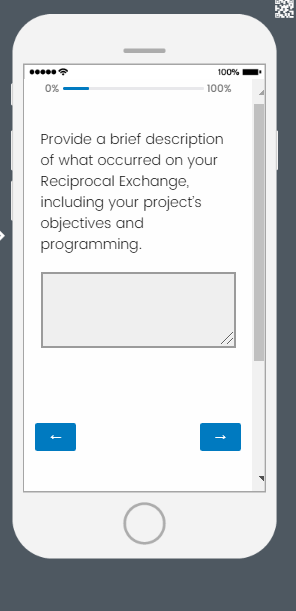 100%
0% 100%
Provide a brief description
of what occurred on your
Reciprocal Exchange,
including your project's
objectives and
programming.
← →